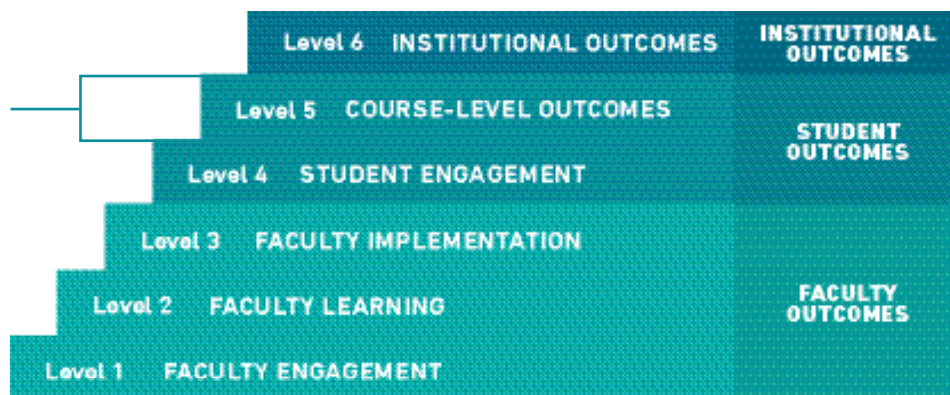 Level 6 INSTITUTIONAL OUTCOMES
INSTITUTIONAL
OUTCOMES
Level 5 COURSE-LEVEL OUTCOMES
STUDENT
OUTCOMES
Level 4 STUDENT ENGAGEMENT
Level 3 FACULTY IMPLEMENTATION
Level 2 FACULTY LEARNING
FACULTY
OUTCOMES
Level 1 FACULTY ENGAGEMENT